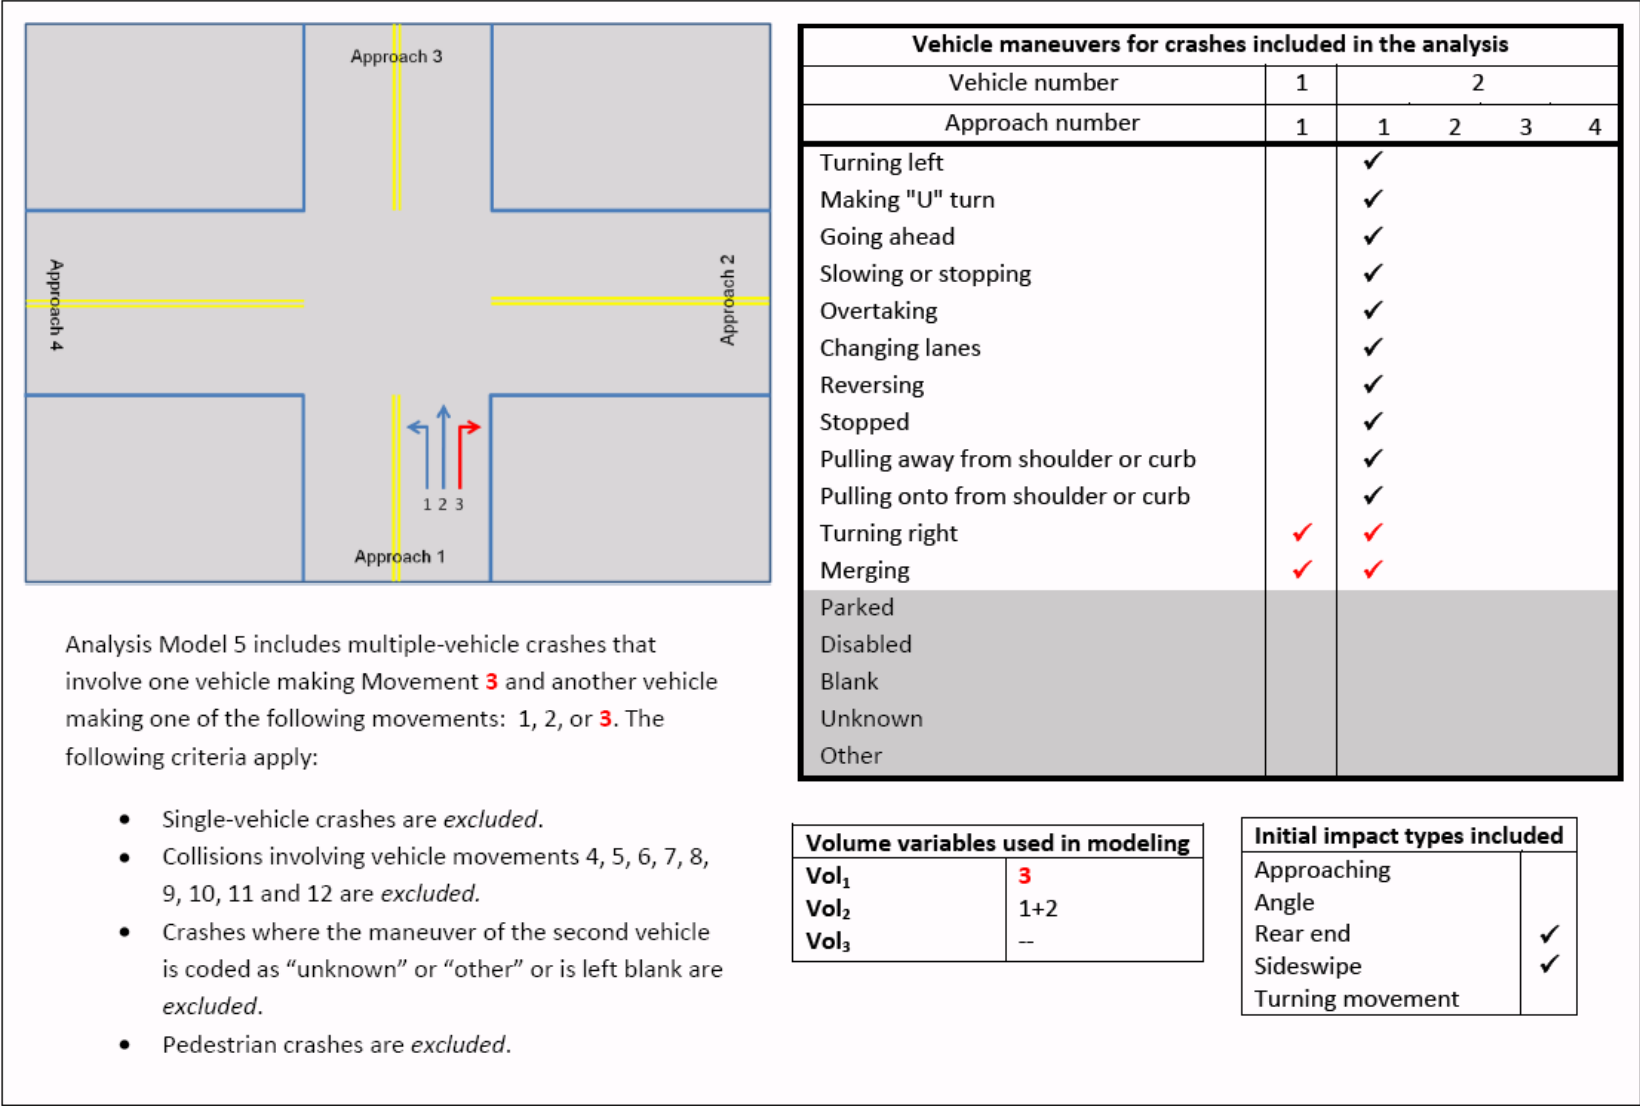 Approach 3
Approach 4
Approach 2
1 2 3
Approach 1
Analysis Model 5 includes multiple-vehicle crashes that
involve one vehicle making Movement 3 and another vehicle
making one of the following movements: 1, 2, or 3. The
following criteria apply:
• Single-vehicle crashes are excluded.
• Collisions involving vehicle movements 4, 5, 6, 7, 8,
9, 10, 11 and 12 are excluded.
• Crashes where the maneuver of the second vehicle
is coded as “unknown” or “other” or is left blank are
excluded.
• Pedestrian crashes are excluded.
Vehicle maneuvers for crashes included in the analysis
Vehicle number 1 2
Approach number 1 1 2 3 4
Turning left ✓
Making "U" turn ✓
Going ahead ✓
Slowing or stopping ✓
Overtaking ✓
Changing lanes ✓
Reversing ✓
Stopped ✓
Pulling away from shoulder or curb ✓
Pulling onto from shoulder or curb ✓
Turning right ✓ ✓
Merging ✓ ✓
Parked
Disabled
Blank
Unknown
Other
Volume variables used in modeling
Vol₁ 3
Vol₂ 1+2
Vol₃ --
Initial impact types included
Approaching
Angle
Rear end ✓
Sideswipe ✓
Turning movement